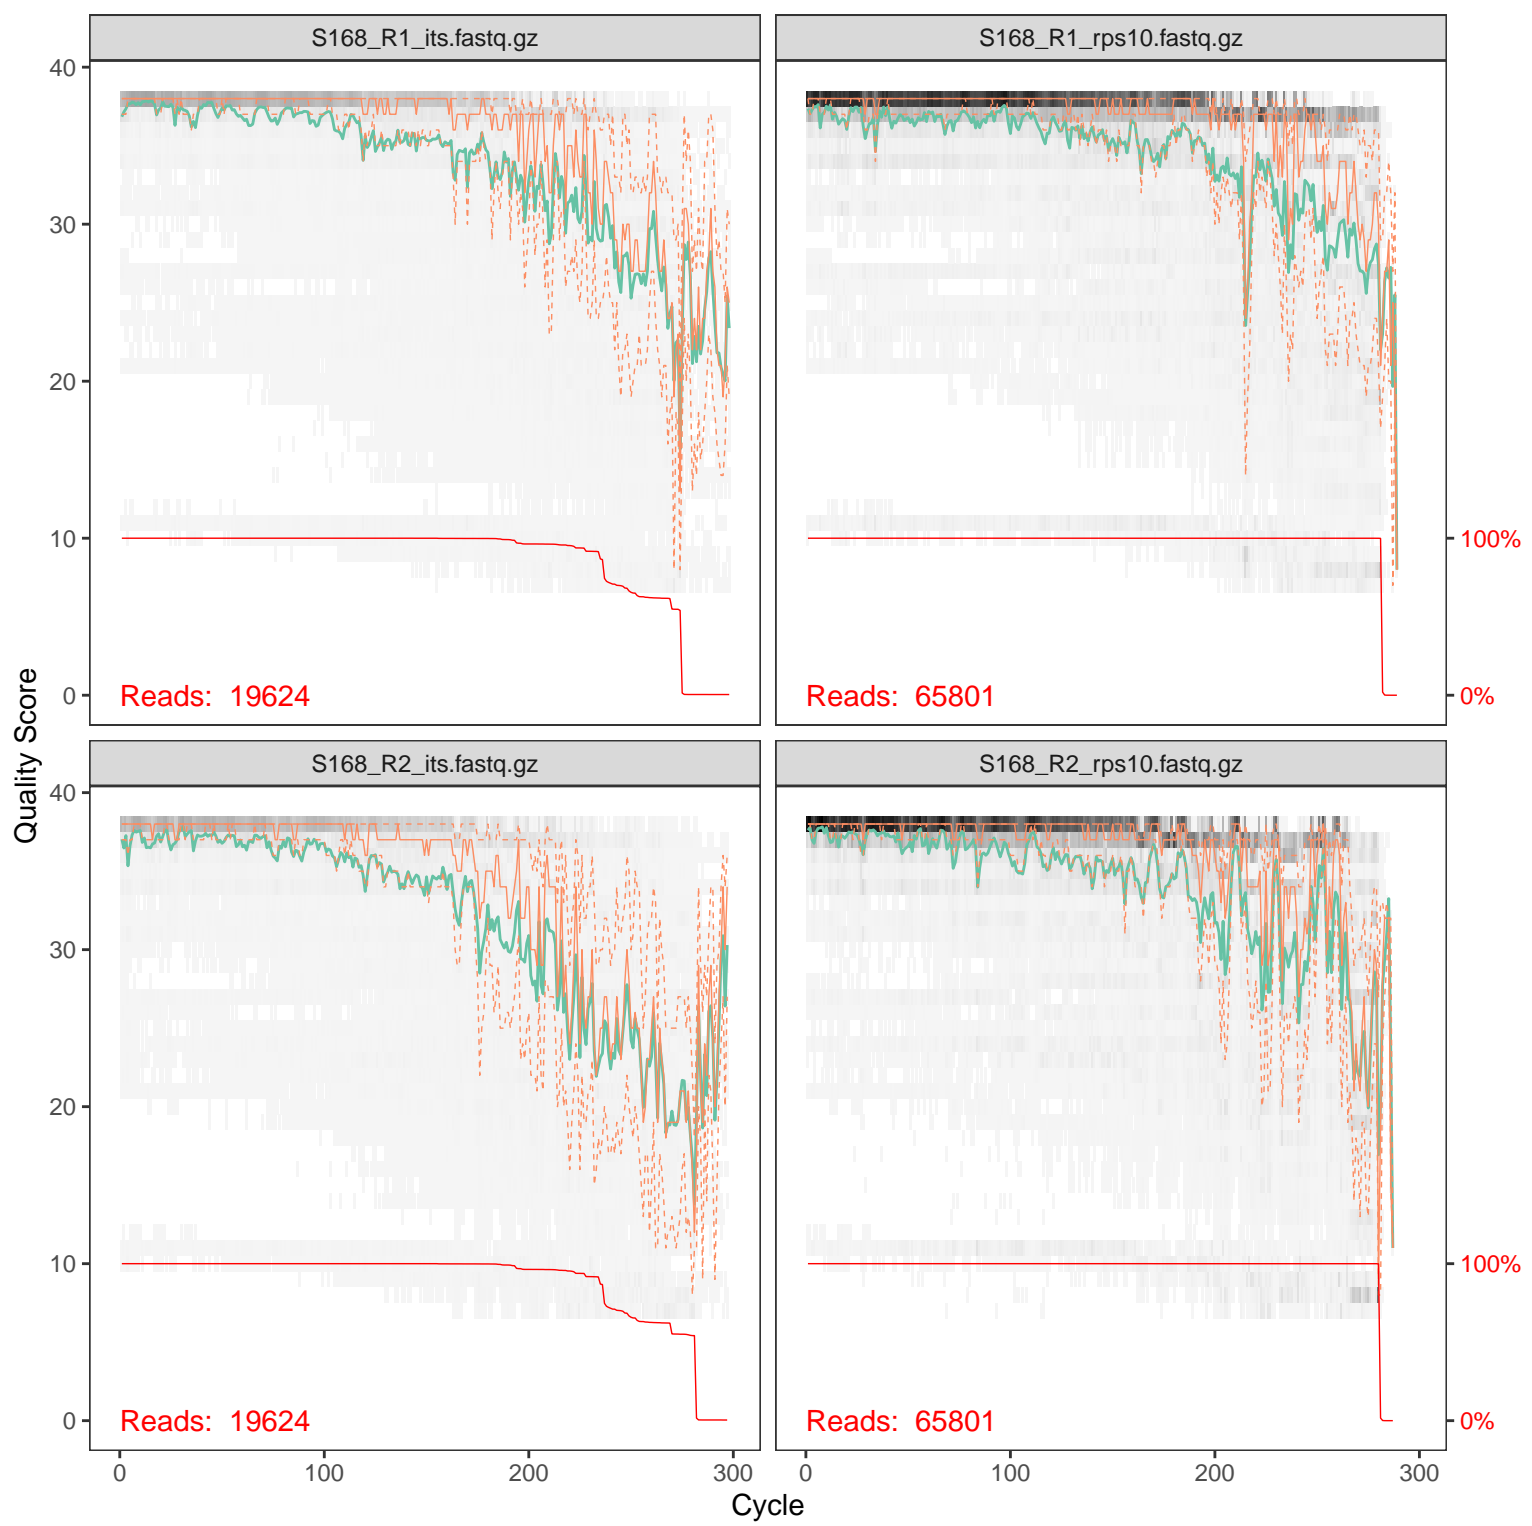 S168_R1_its.fastq.gz
S168_R1_rps10.fastq.gz
40
30
20
10
0
Reads: 19624
Reads: 65801
100%
0%
Quality Score
S168_R2_its.fastq.gz
S168_R2_rps10.fastq.gz
40
30
20
10
0
Reads: 19624
Reads: 65801
100%
0%
0 100 200 300
0 100 200 300
Cycle